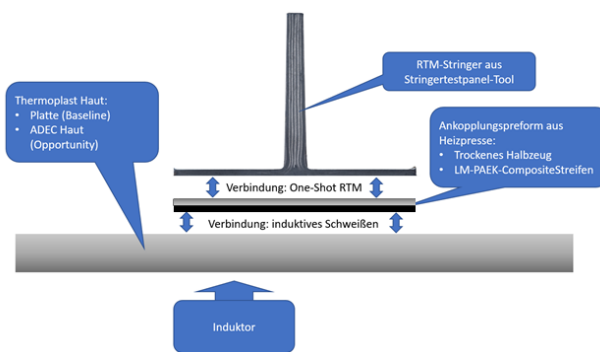 RTM-Stringer aus
Stringertestpanel-Tool
Thermoplast Haut:
• Platte (Baseline)
• ADEC Haut
(Opportunity)
Ankopplungspreform aus
Heizpresse:
• Trockenes Halbzeug
• LM-PAEK-CompositeStreifen
Verbindung: One-Shot RTM
Verbindung: induktives Schweißen
Induktor